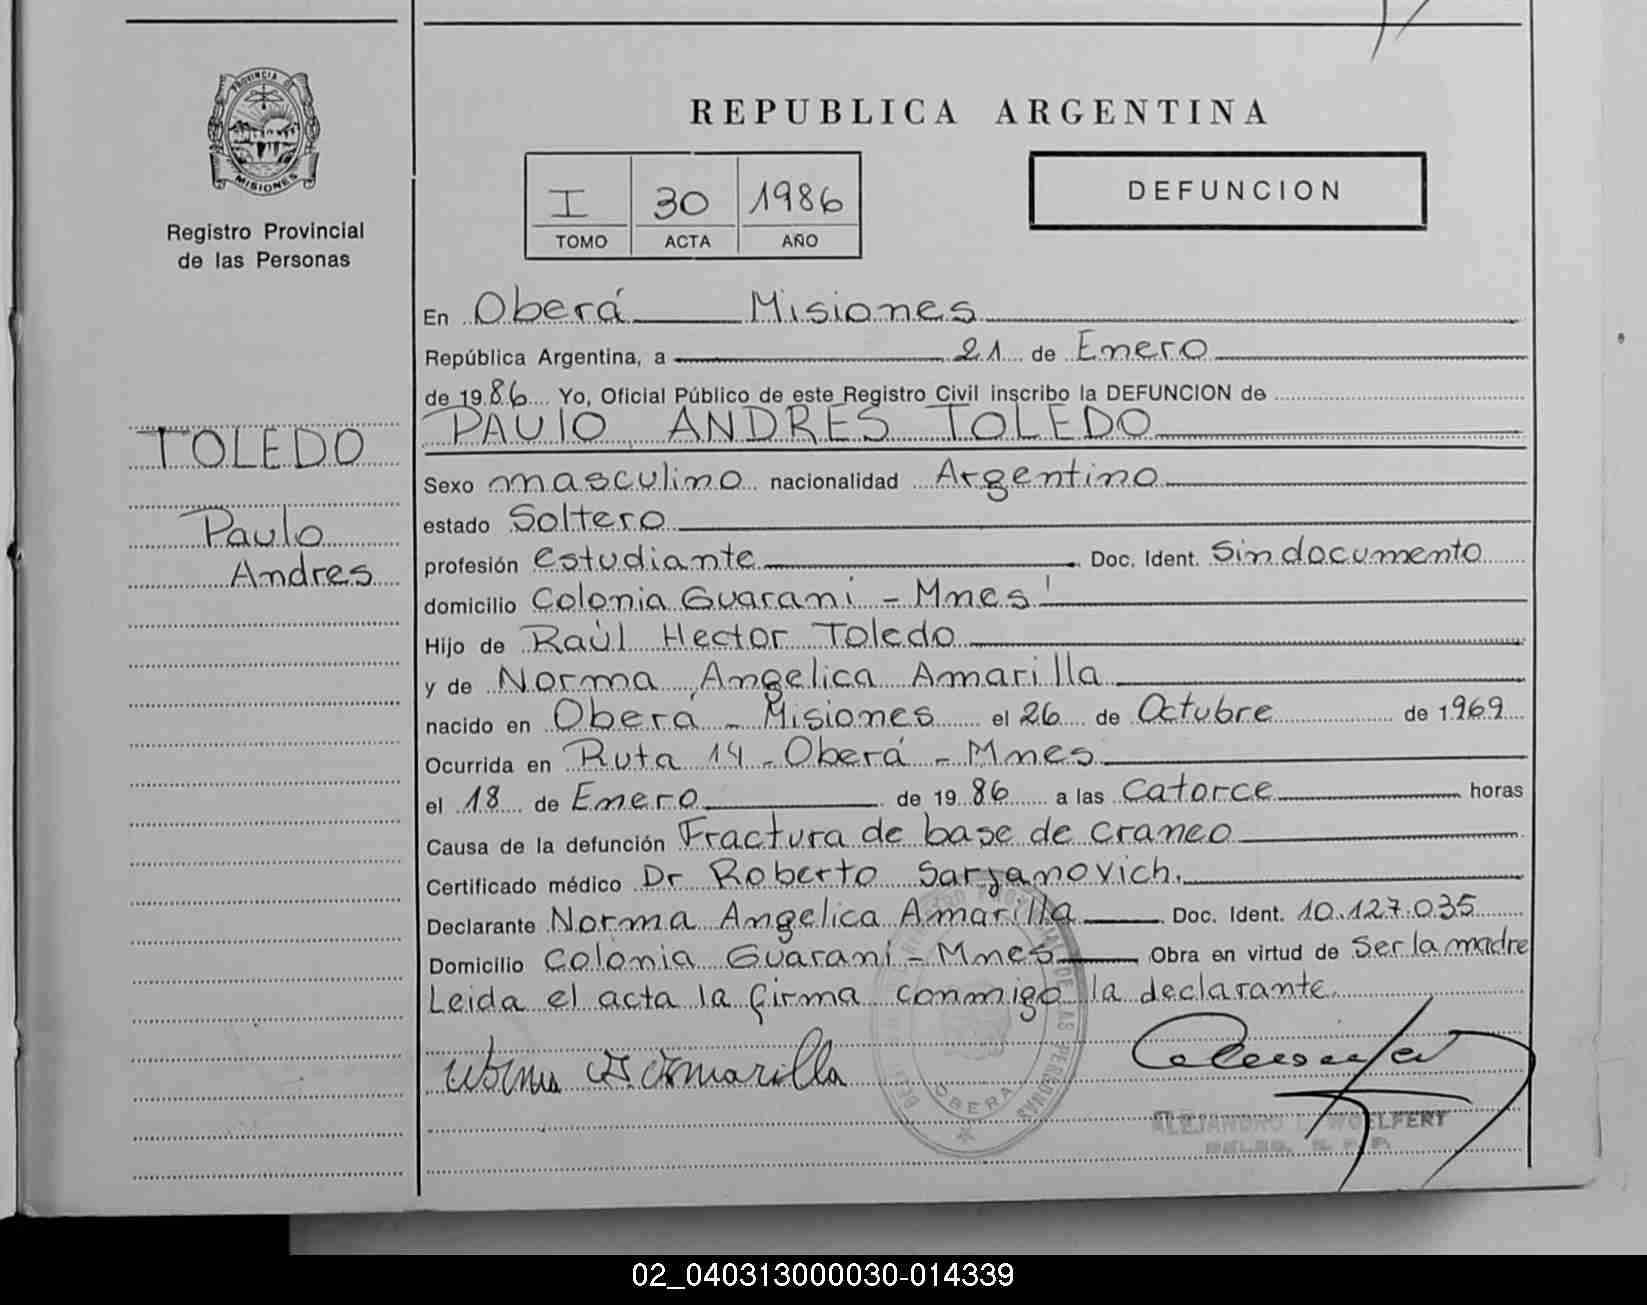 PROVINCIA DE
MISIONES
Registro Provincial
de las Personas
TOLEDO
Paulo
Andres
REPUBLICA ARGENTINA
I 30 1986
TOMO ACTA AÑO
DEFUNCION
En Oberá Misiones
República Argentina, a 21 de Enero
de 1986 Yo, Oficial Público de este Registro Civil inscribo la DEFUNCION de
PAUlO ANDRES TOLEDO
Sexo masculino nacionalidad Argentino
estado Soltero
profesión estudiante Doc. Ident. Sin documento
domicilio Colonia Guarani - Mnes
Hijo de Raúl Hector Toledo
y de Norma Angelica Amarilla
nacido en Oberá - Misiones el 26 de Octubre de 1969
Ocurrida en Ruta 14 - Oberá - Mnes
el 18 de Enero de 1986 a las Catorce horas
Causa de la defunción Fractura de base de craneo
Certificado médico Dr Roberto Sarjanovich.
Declarante Norma Angelica Amarilla Doc. Ident. 10.127.035
Domicilio Colonia Guaraní - Mnes Obra en virtud de Ser la madre
Leida el acta la firma conmigo la declarante.
Norma A. Amarilla
OBERA
ALEJANDRO L. WOELFERT
02_040313000030-014339